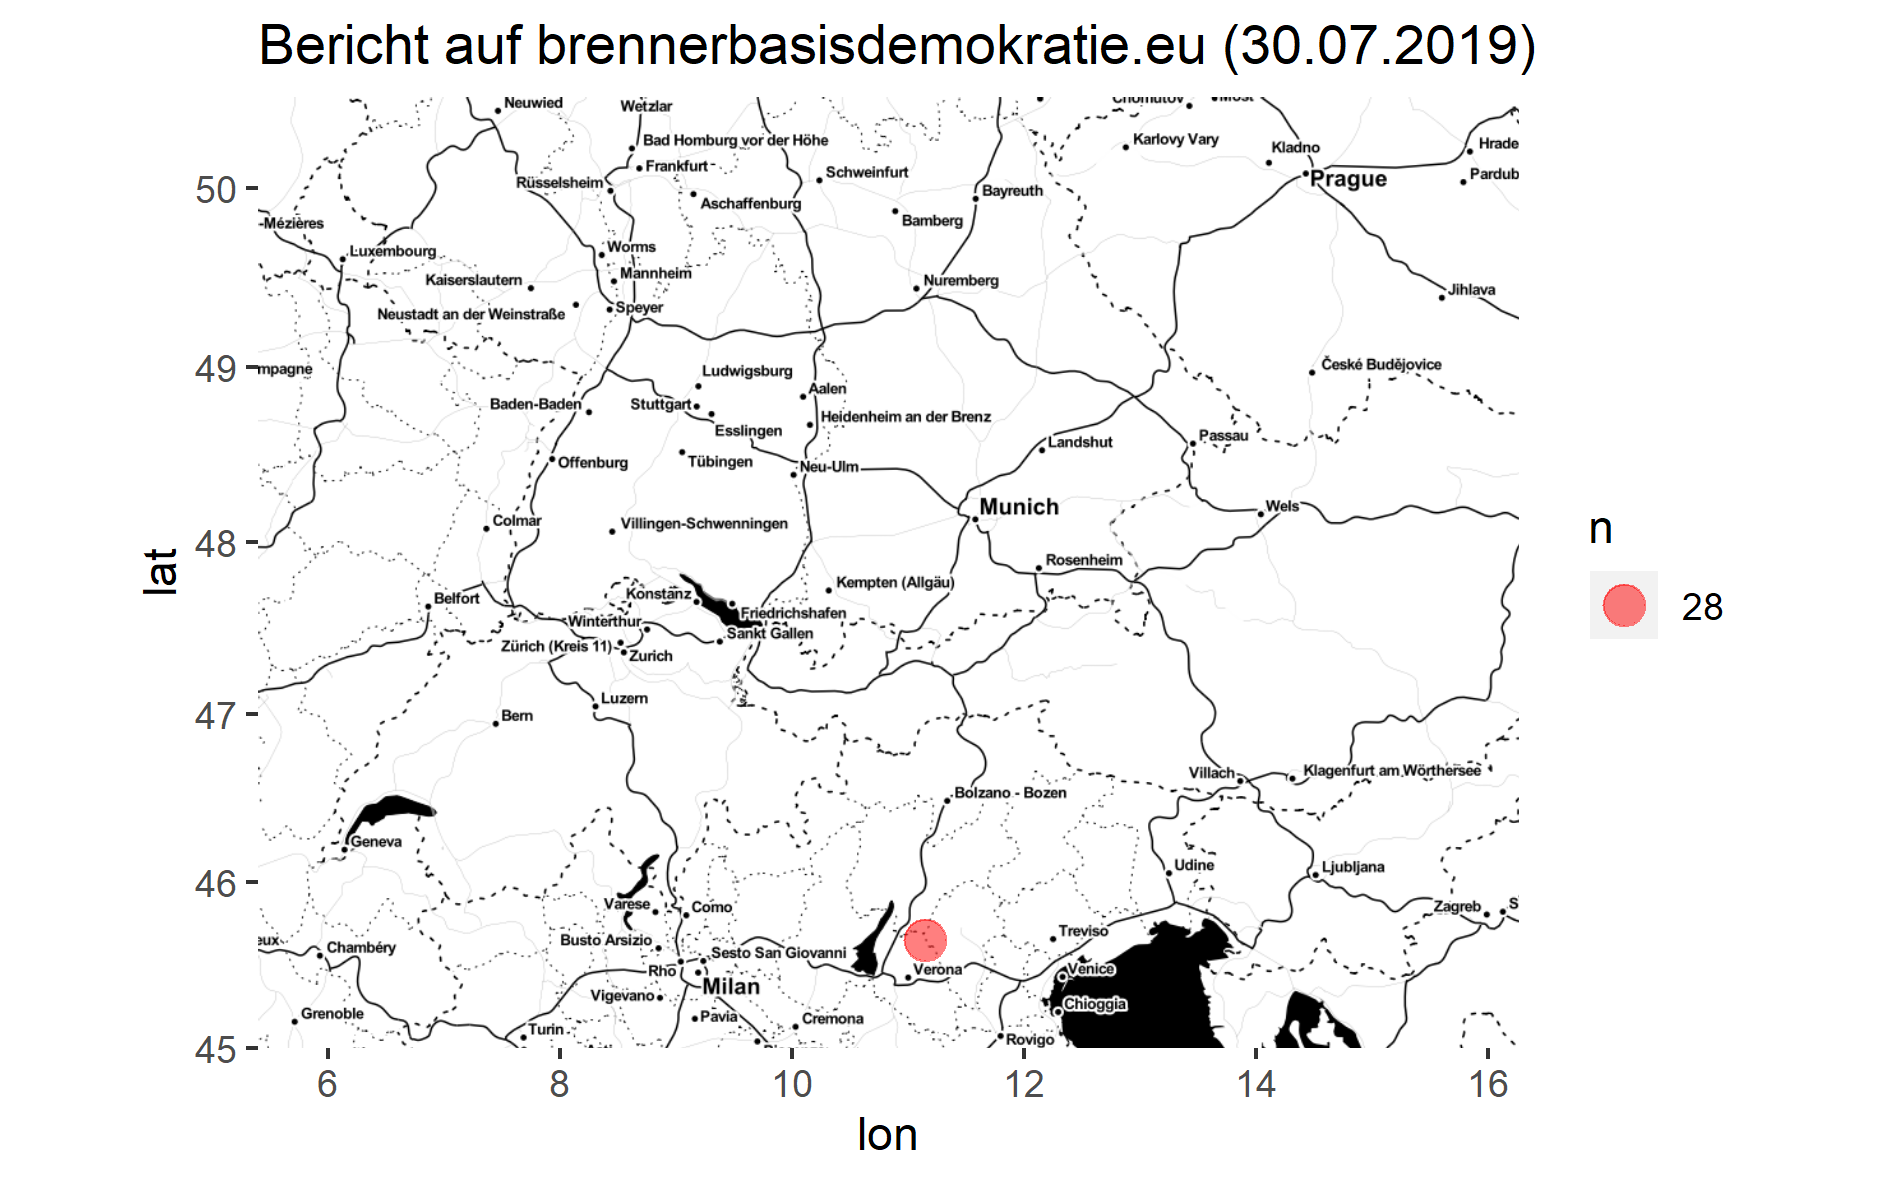 Bericht auf brennerbasisdemokratie.eu (30.07.2019)
Neuwied
Wetzlar
Chomutov
Most
Bad Homburg vor der Höhe
Karlovy Vary
Kladno
Hrade
Frankfurt
Schweinfurt
Rüsselsheim
Prague
Pardub
50
Bayreuth
Aschaffenburg
Bamberg
-Mézières
Luxembourg
Worms
Mannheim
Kaiserslautern
Nuremberg
Jihlava
Neustadt an der Weinstraße
Speyer
49
mpagne
Ludwigsburg
České Budějovice
Aalen
Baden-Baden
Stuttgart
Heidenheim an der Brenz
Esslingen
Landshut
Passau
Offenburg
Tübingen
Neu-Ulm
Munich
Wels
Colmar
Villingen-Schwenningen
n
48
lat
Rosenheim
Kempten (Allgäu)
Belfort
Konstanz
Friedrichshafen
28
Winterthur
Sankt Gallen
Zürich (Kreis 11)
Zurich
Luzern
47
Bern
Villach
Klagenfurt am Wörthersee
Bolzano - Bozen
Geneva
46
Udine
Ljubljana
Varese
Como
Zagreb
S
eux
Chambéry
Busto Arsizio
Sesto San Giovanni
Treviso
Rho
Verona
Venice
Milan
Vigevano
Chioggia
Grenoble
Pavia
Cremona
Turin
Rovigo
45
6
8
10
12
14
16
lon